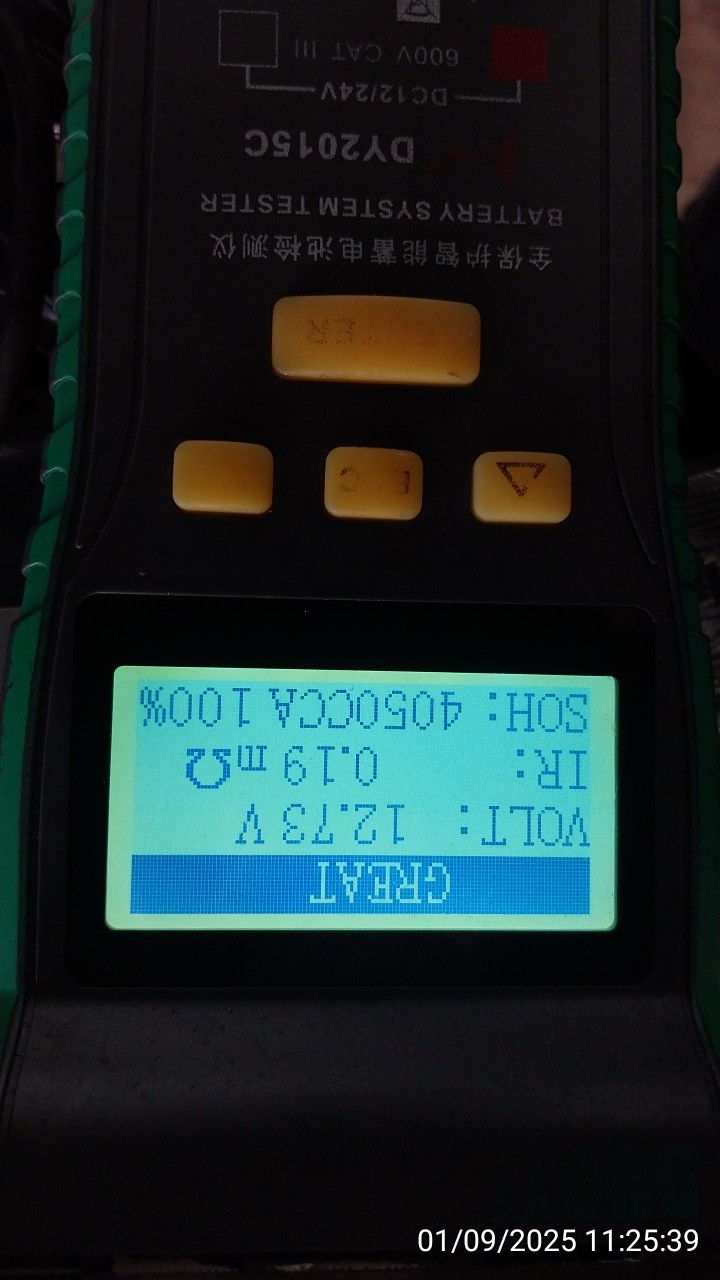 GREAT
VOLT: 12.73 V
IR: 0.19 mΩ
SOH: 4050CCA 100%
E C
TER
全保护智能蓄电池检测仪
BATTERY SYSTEM TESTER
DY2015C
DC12/24V
600V CAT III
01/09/2025 11:25:39